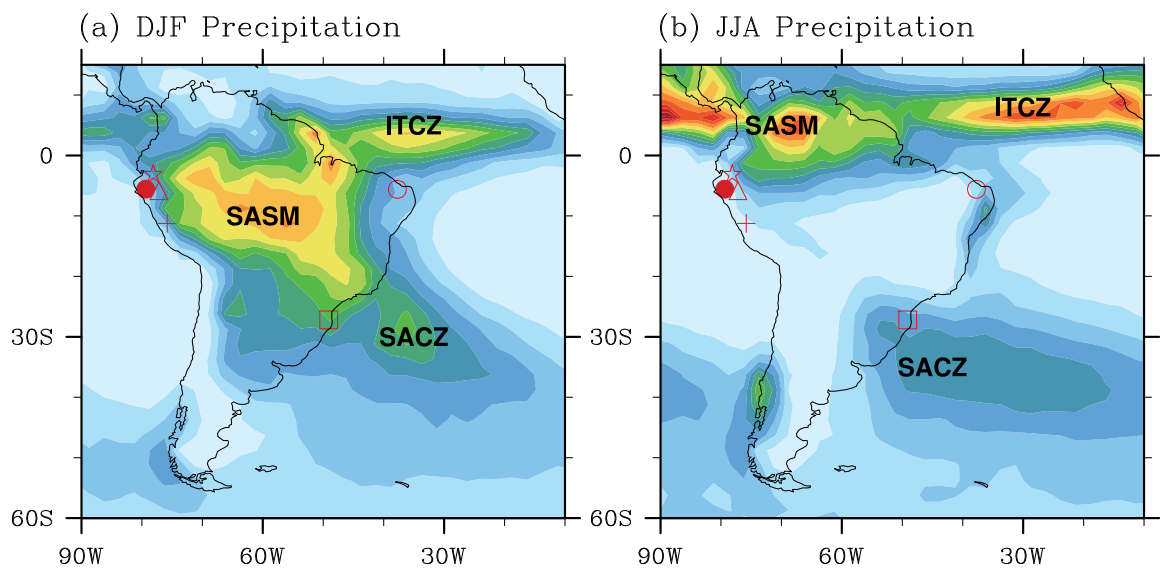 (a) DJF Precipitation
(b) JJA Precipitation
ITCZ
SASM
SACZ
0
30S
60S
90W
60W
30W
ITCZ
SASM
SACZ
0
30S
60S
90W
60W
30W